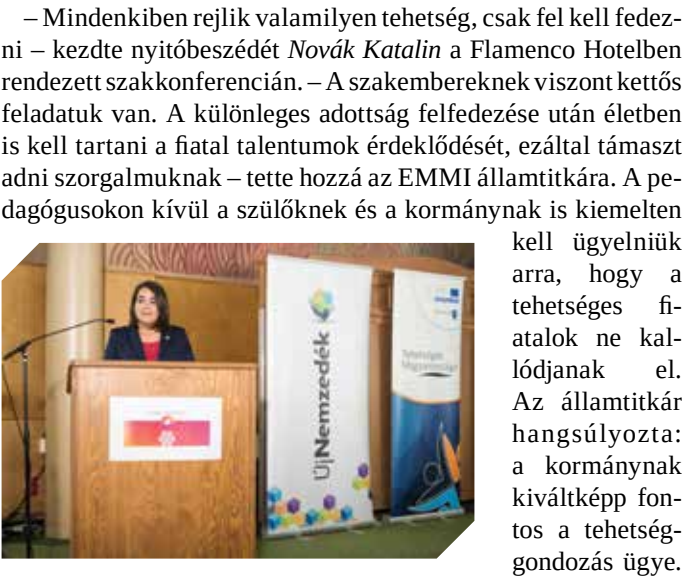 – Mindenkiben rejlik valamilyen tehetség, csak fel kell fedez-
ni – kezdte nyitóbeszédét Novák Katalin a Flamenco Hotelben
rendezett szakkonferencián. – A szakembereknek viszont kettős
feladatuk van. A különleges adottság felfedezése után életben
is kell tartani a fiatal talentumok érdeklődését, ezáltal támaszt
adni szorgalmuknak – tette hozzá az EMMI államtitkára. A pe-
dagógusokon kívül a szülőknek és a kormánynak is kiemelten
kell ügyelniük
arra, hogy a
tehetséges fi-
atalok ne kal-
lódjanak el.
Az államtitkár
hangsúlyozta:
a kormánynak
kiváltképp fon-
tos a tehetség-
gondozás ügye.
ÚjNemzedék